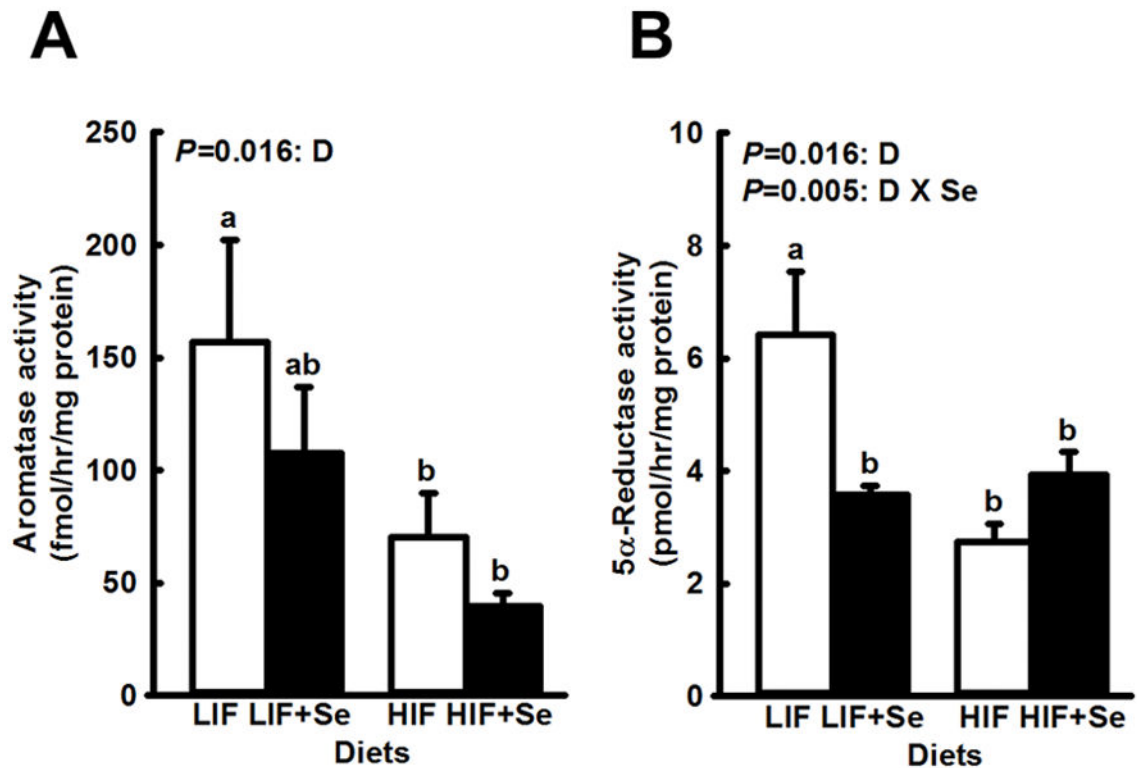 A
Aromatase activity
(fmol/hr/mg protein)
250
200
150
100
50
0
P=0.016: D
a
ab
b
b
LIF LIF+Se HIF HIF+Se
Diets
B
5α-Reductase activity
(pmol/hr/mg protein)
10
8
6
4
2
0
P=0.016: D
P=0.005: D X Se
a
b
b
b
LIF LIF+Se HIF HIF+Se
Diets